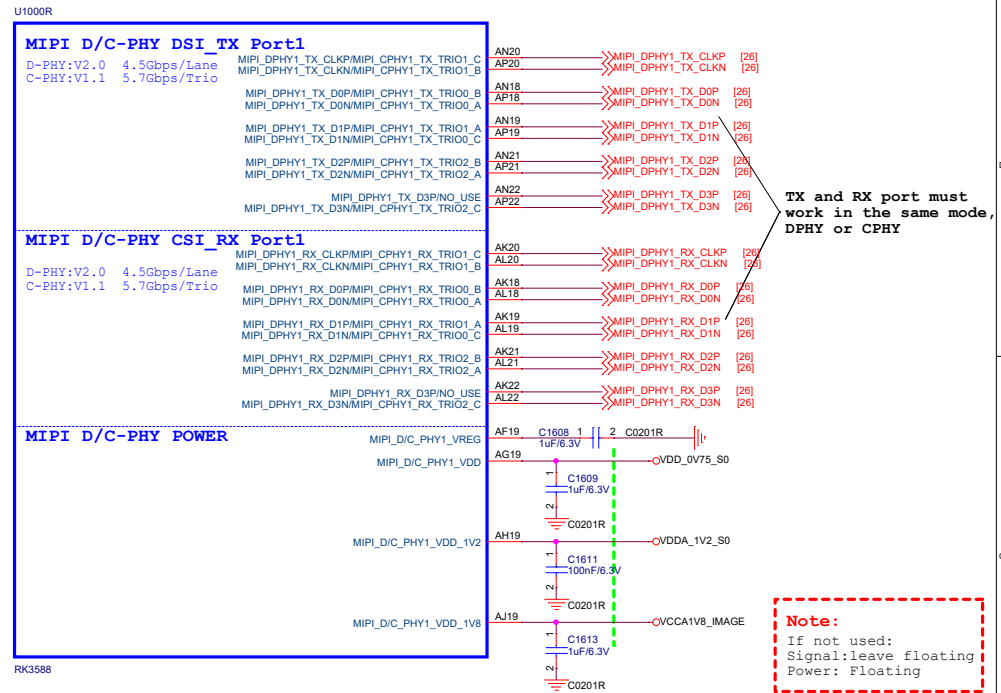 U1000R
MIPI D/C-PHY DSI_TX Port1
D-PHY:V2.0 4.5Gbps/Lane
C-PHY:V1.1 5.7Gbps/Trio
MIPI_DPHY1_TX_CLKP/MIPI_CPHY1_TX_TRIO1_C AN20 MIPI_DPHY1_TX_CLKP [26]
MIPI_DPHY1_TX_CLKN/MIPI_CPHY1_TX_TRIO1_B AP20 MIPI_DPHY1_TX_CLKN [26]
MIPI_DPHY1_TX_D0P/MIPI_CPHY1_TX_TRIO0_B AN18 MIPI_DPHY1_TX_D0P [26]
MIPI_DPHY1_TX_D0N/MIPI_CPHY1_TX_TRIO0_A AP18 MIPI_DPHY1_TX_D0N [26]
MIPI_DPHY1_TX_D1P/MIPI_CPHY1_TX_TRIO1_A AN19 MIPI_DPHY1_TX_D1P [26]
MIPI_DPHY1_TX_D1N/MIPI_CPHY1_TX_TRIO0_C AP19 MIPI_DPHY1_TX_D1N [26]
MIPI_DPHY1_TX_D2P/MIPI_CPHY1_TX_TRIO2_B AN21 MIPI_DPHY1_TX_D2P [26]
MIPI_DPHY1_TX_D2N/MIPI_CPHY1_TX_TRIO2_A AP21 MIPI_DPHY1_TX_D2N [26]
MIPI_DPHY1_TX_D3P/NO_USE AN22 MIPI_DPHY1_TX_D3P [26]
MIPI_DPHY1_TX_D3N/MIPI_CPHY1_TX_TRIO2_C AP22 MIPI_DPHY1_TX_D3N [26]
TX and RX port must
work in the same mode,
DPHY or CPHY
MIPI D/C-PHY CSI_RX Port1
D-PHY:V2.0 4.5Gbps/Lane
C-PHY:V1.1 5.7Gbps/Trio
MIPI_DPHY1_RX_CLKP/MIPI_CPHY1_RX_TRIO1_C AK20 MIPI_DPHY1_RX_CLKP [26]
MIPI_DPHY1_RX_CLKN/MIPI_CPHY1_RX_TRIO1_B AL20 MIPI_DPHY1_RX_CLKN [26]
MIPI_DPHY1_RX_D0P/MIPI_CPHY1_RX_TRIO0_B AK18 MIPI_DPHY1_RX_D0P [26]
MIPI_DPHY1_RX_D0N/MIPI_CPHY1_RX_TRIO0_A AL18 MIPI_DPHY1_RX_D0N [26]
MIPI_DPHY1_RX_D1P/MIPI_CPHY1_RX_TRIO1_A AK19 MIPI_DPHY1_RX_D1P [26]
MIPI_DPHY1_RX_D1N/MIPI_CPHY1_RX_TRIO0_C AL19 MIPI_DPHY1_RX_D1N [26]
MIPI_DPHY1_RX_D2P/MIPI_CPHY1_RX_TRIO2_B AK21 MIPI_DPHY1_RX_D2P [26]
MIPI_DPHY1_RX_D2N/MIPI_CPHY1_RX_TRIO2_A AL21 MIPI_DPHY1_RX_D2N [26]
MIPI_DPHY1_RX_D3P/NO_USE AK22 MIPI_DPHY1_RX_D3P [26]
MIPI_DPHY1_RX_D3N/MIPI_CPHY1_RX_TRIO2_C AL22 MIPI_DPHY1_RX_D3N [26]
MIPI D/C-PHY POWER
MIPI_D/C_PHY1_VREG AF19 C1608 1 2 C0201R
1uF/6.3V
MIPI_D/C_PHY1_VDD AG19 VDD_0V75_S0
1
C1609
1uF/6.3V
2
C0201R
MIPI_D/C_PHY1_VDD_1V2 AH19 VDDA_1V2_S0
1
C1611
100nF/6.3V
2
C0201R
MIPI_D/C_PHY1_VDD_1V8 AJ19 VCCA1V8_IMAGE
1
C1613
1uF/6.3V
2
C0201R
RK3588
Note:
If not used:
Signal:leave floating
Power: Floating